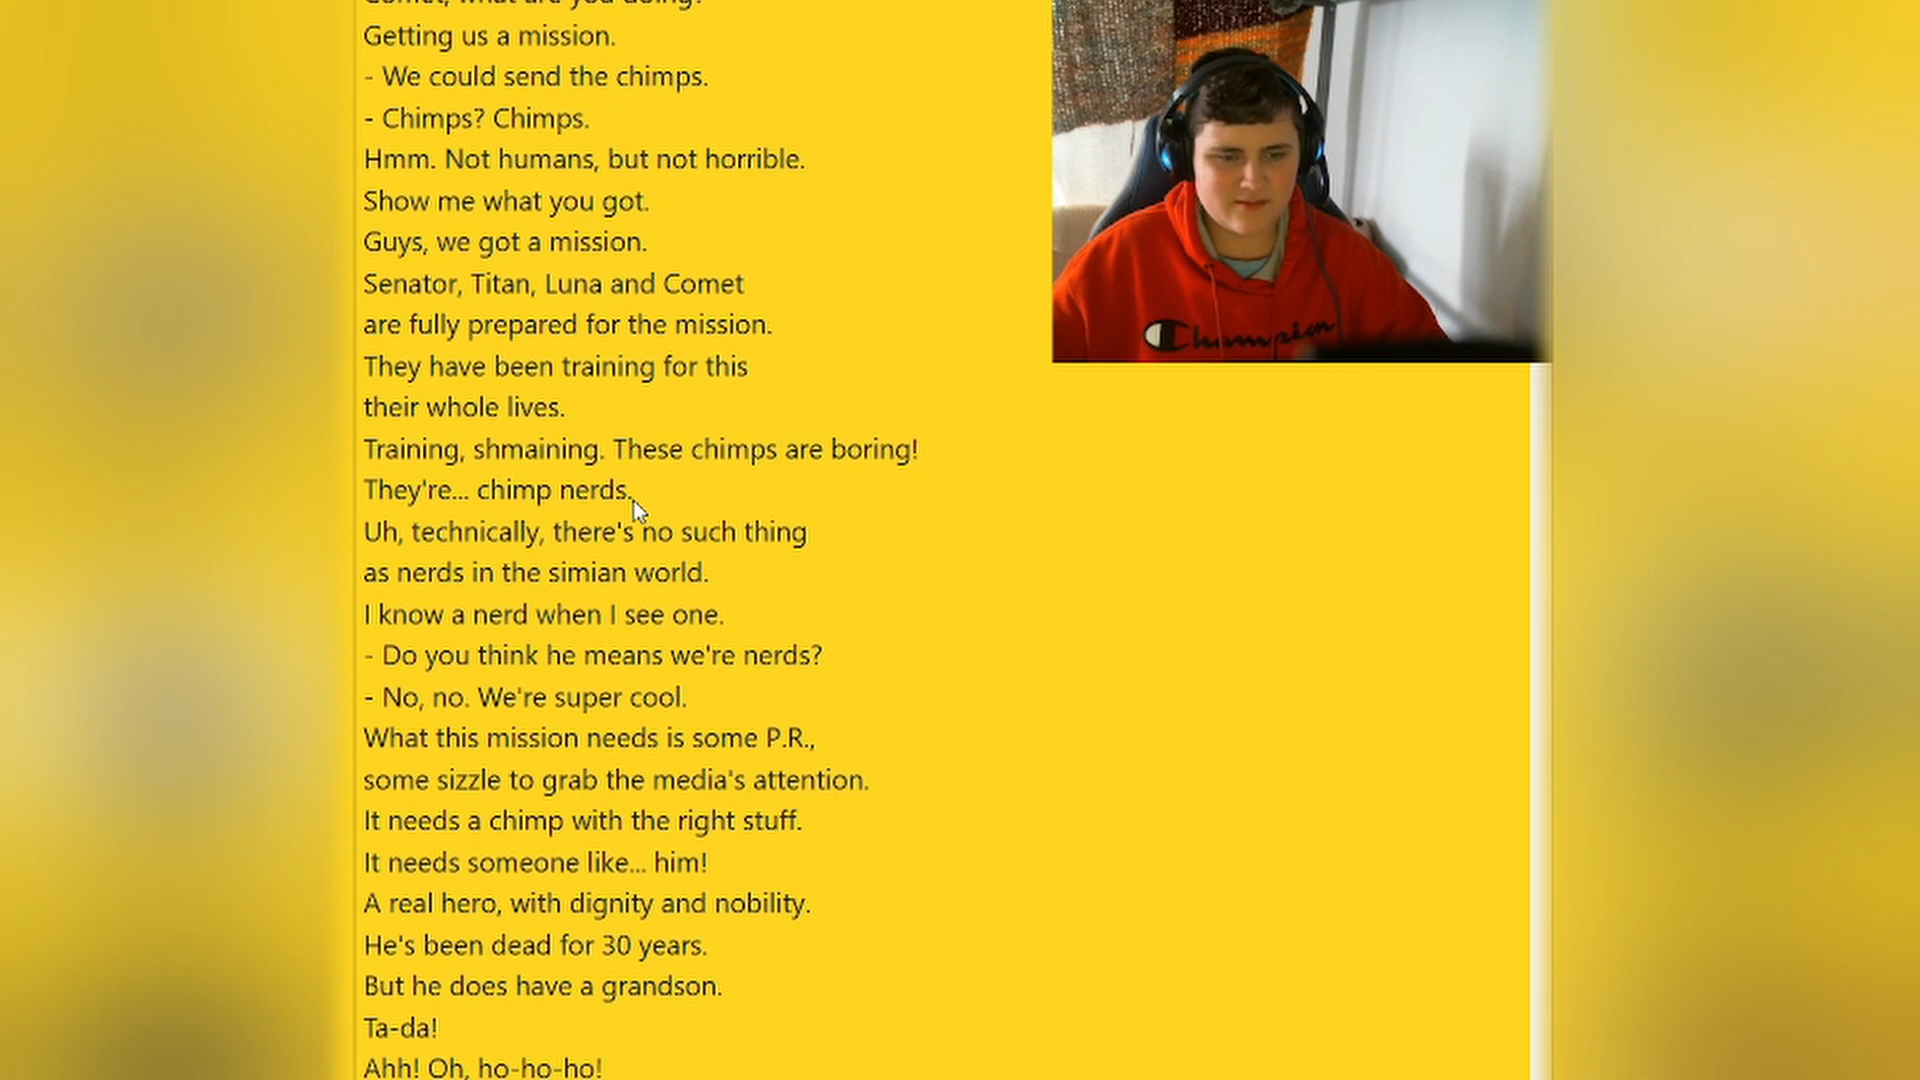 Comet, what are you doing?
Getting us a mission.
- We could send the chimps.
- Chimps? Chimps.
Hmm. Not humans, but not horrible.
Show me what you got.
Guys, we got a mission.
Senator, Titan, Luna and Comet
are fully prepared for the mission.
They have been training for this
their whole lives.
Training, shmaining. These chimps are boring!
They're... chimp nerds.
Uh, technically, there's no such thing
as nerds in the simian world.
I know a nerd when I see one.
- Do you think he means we're nerds?
- No, no. We're super cool.
What this mission needs is some P.R.,
some sizzle to grab the media's attention.
It needs a chimp with the right stuff.
It needs someone like... him!
A real hero, with dignity and nobility.
He's been dead for 30 years.
But he does have a grandson.
Ta-da!
Ahh! Oh, ho-ho-ho!
Champion